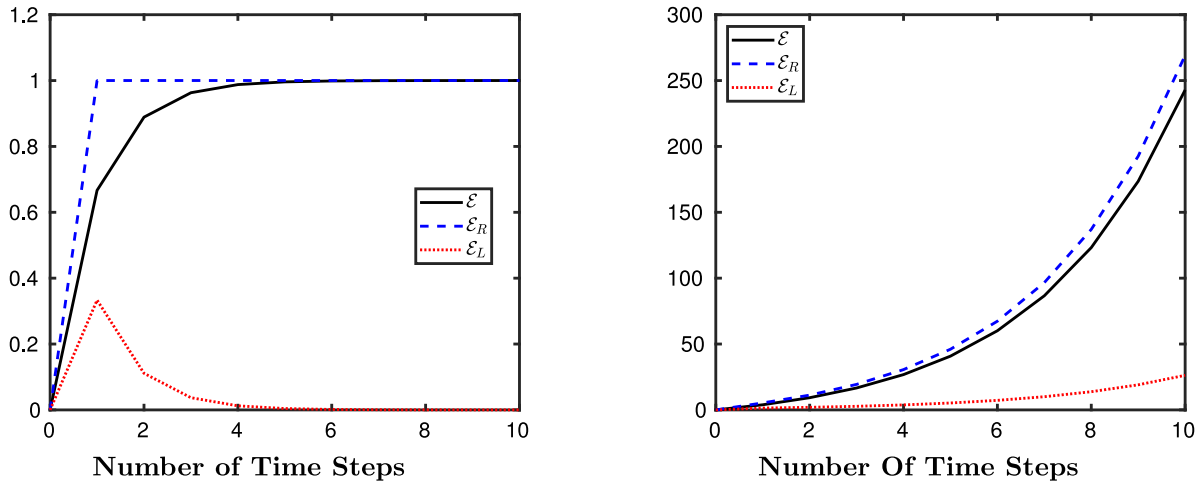 1.2
1
0.8
0.6
0.4
0.2
0
ℰ
ℰ_R
ℰ_L
0 2 4 6 8 10
Number of Time Steps
300
250
200
150
100
50
0
ℰ
ℰ_R
ℰ_L
0 2 4 6 8 10
Number Of Time Steps